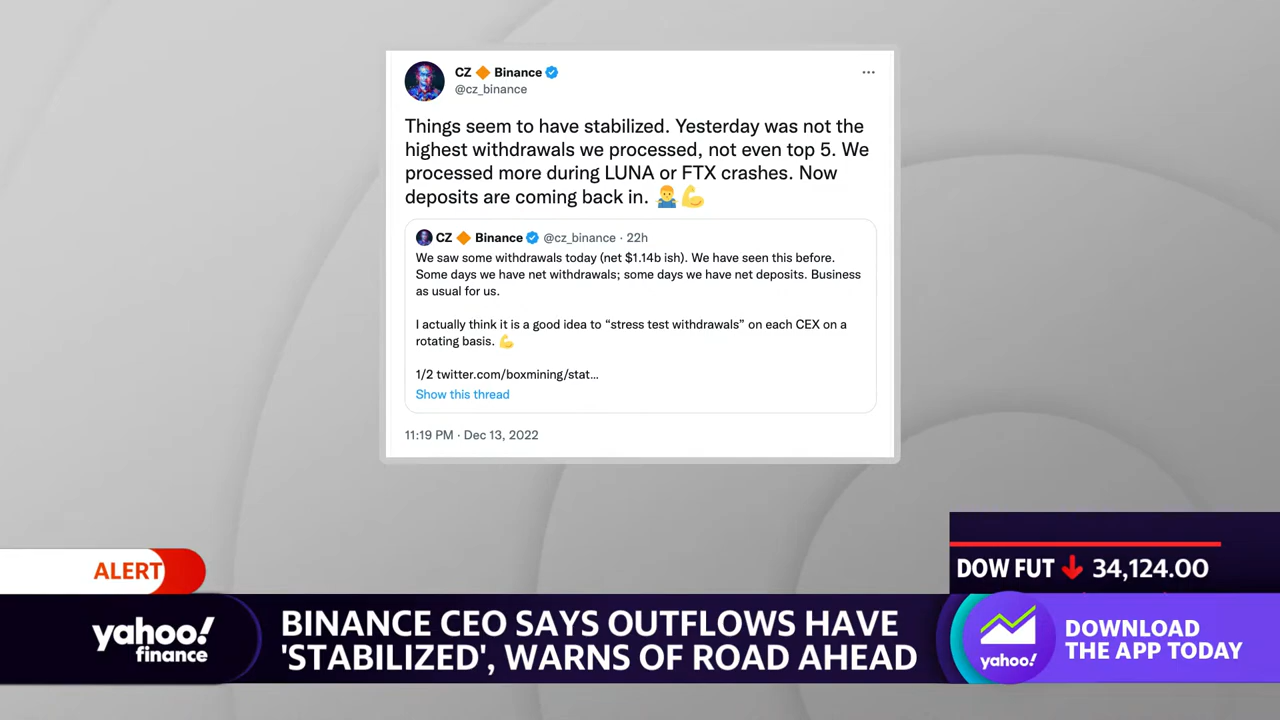 CZ 🔶 Binance
@cz_binance
Things seem to have stabilized. Yesterday was not the
highest withdrawals we processed, not even top 5. We
processed more during LUNA or FTX crashes. Now
deposits are coming back in. 🤷‍♂️💪
CZ 🔶 Binance @cz_binance · 22h
We saw some withdrawals today (net $1.14b ish). We have seen this before.
Some days we have net withdrawals; some days we have net deposits. Business
as usual for us.
I actually think it is a good idea to “stress test withdrawals” on each CEX on a
rotating basis. 💪
1/2 twitter.com/boxmining/stat...
Show this thread
11:19 PM · Dec 13, 2022
ALERT
DOW FUT 34,124.00
yahoo!
finance
BINANCE CEO SAYS OUTFLOWS HAVE
'STABILIZED', WARNS OF ROAD AHEAD
yahoo!
DOWNLOAD
THE APP TODAY